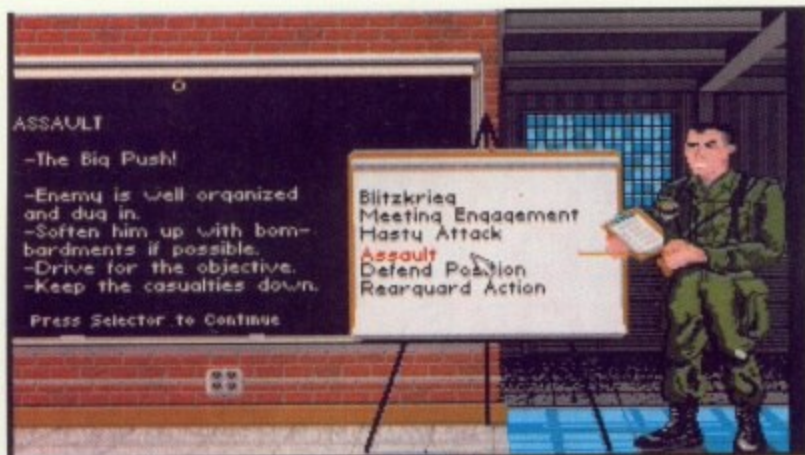 ASSAULT
-The Big Push!
-Enemy is well organized
and dug in.
-Soften him up with bom-
bardments if possible.
-Drive for the objective.
-Keep the casualties down.
Press Selector to Continue
Blitzkrieg
Meeting Engagement
Hasty Attack
Assault
Defend Position
Rearguard Action